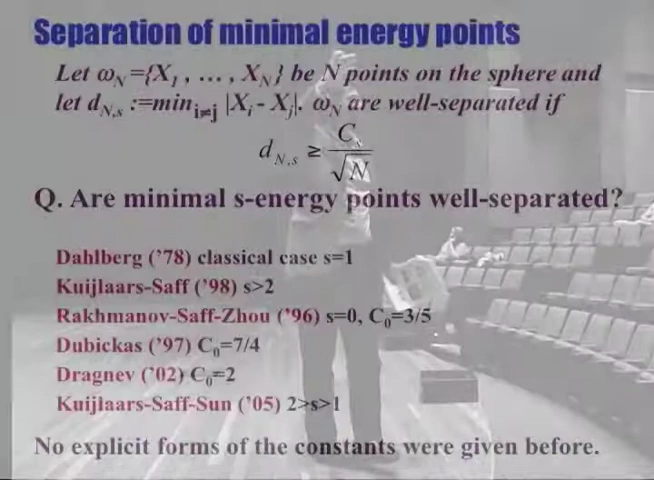 Separation of minimal energy points
Let ω_N={X_1, ... , X_N} be N points on the sphere and
let d_N,s :=min_i≠j |X_i - X_j|. ω_N are well-separated if
d_N,s ≥ C_s/√N
Q. Are minimal s-energy points well-separated?
Dahlberg ('78) classical case s=1
Kuijlaars-Saff ('98) s>2
Rakhmanov-Saff-Zhou ('96) s=0, C_0=3/5
Dubickas ('97) C_0=7/4
Dragnev ('02) C_0=2
Kuijlaars-Saff-Sun ('05) 2>s>1
No explicit forms of the constants were given before.